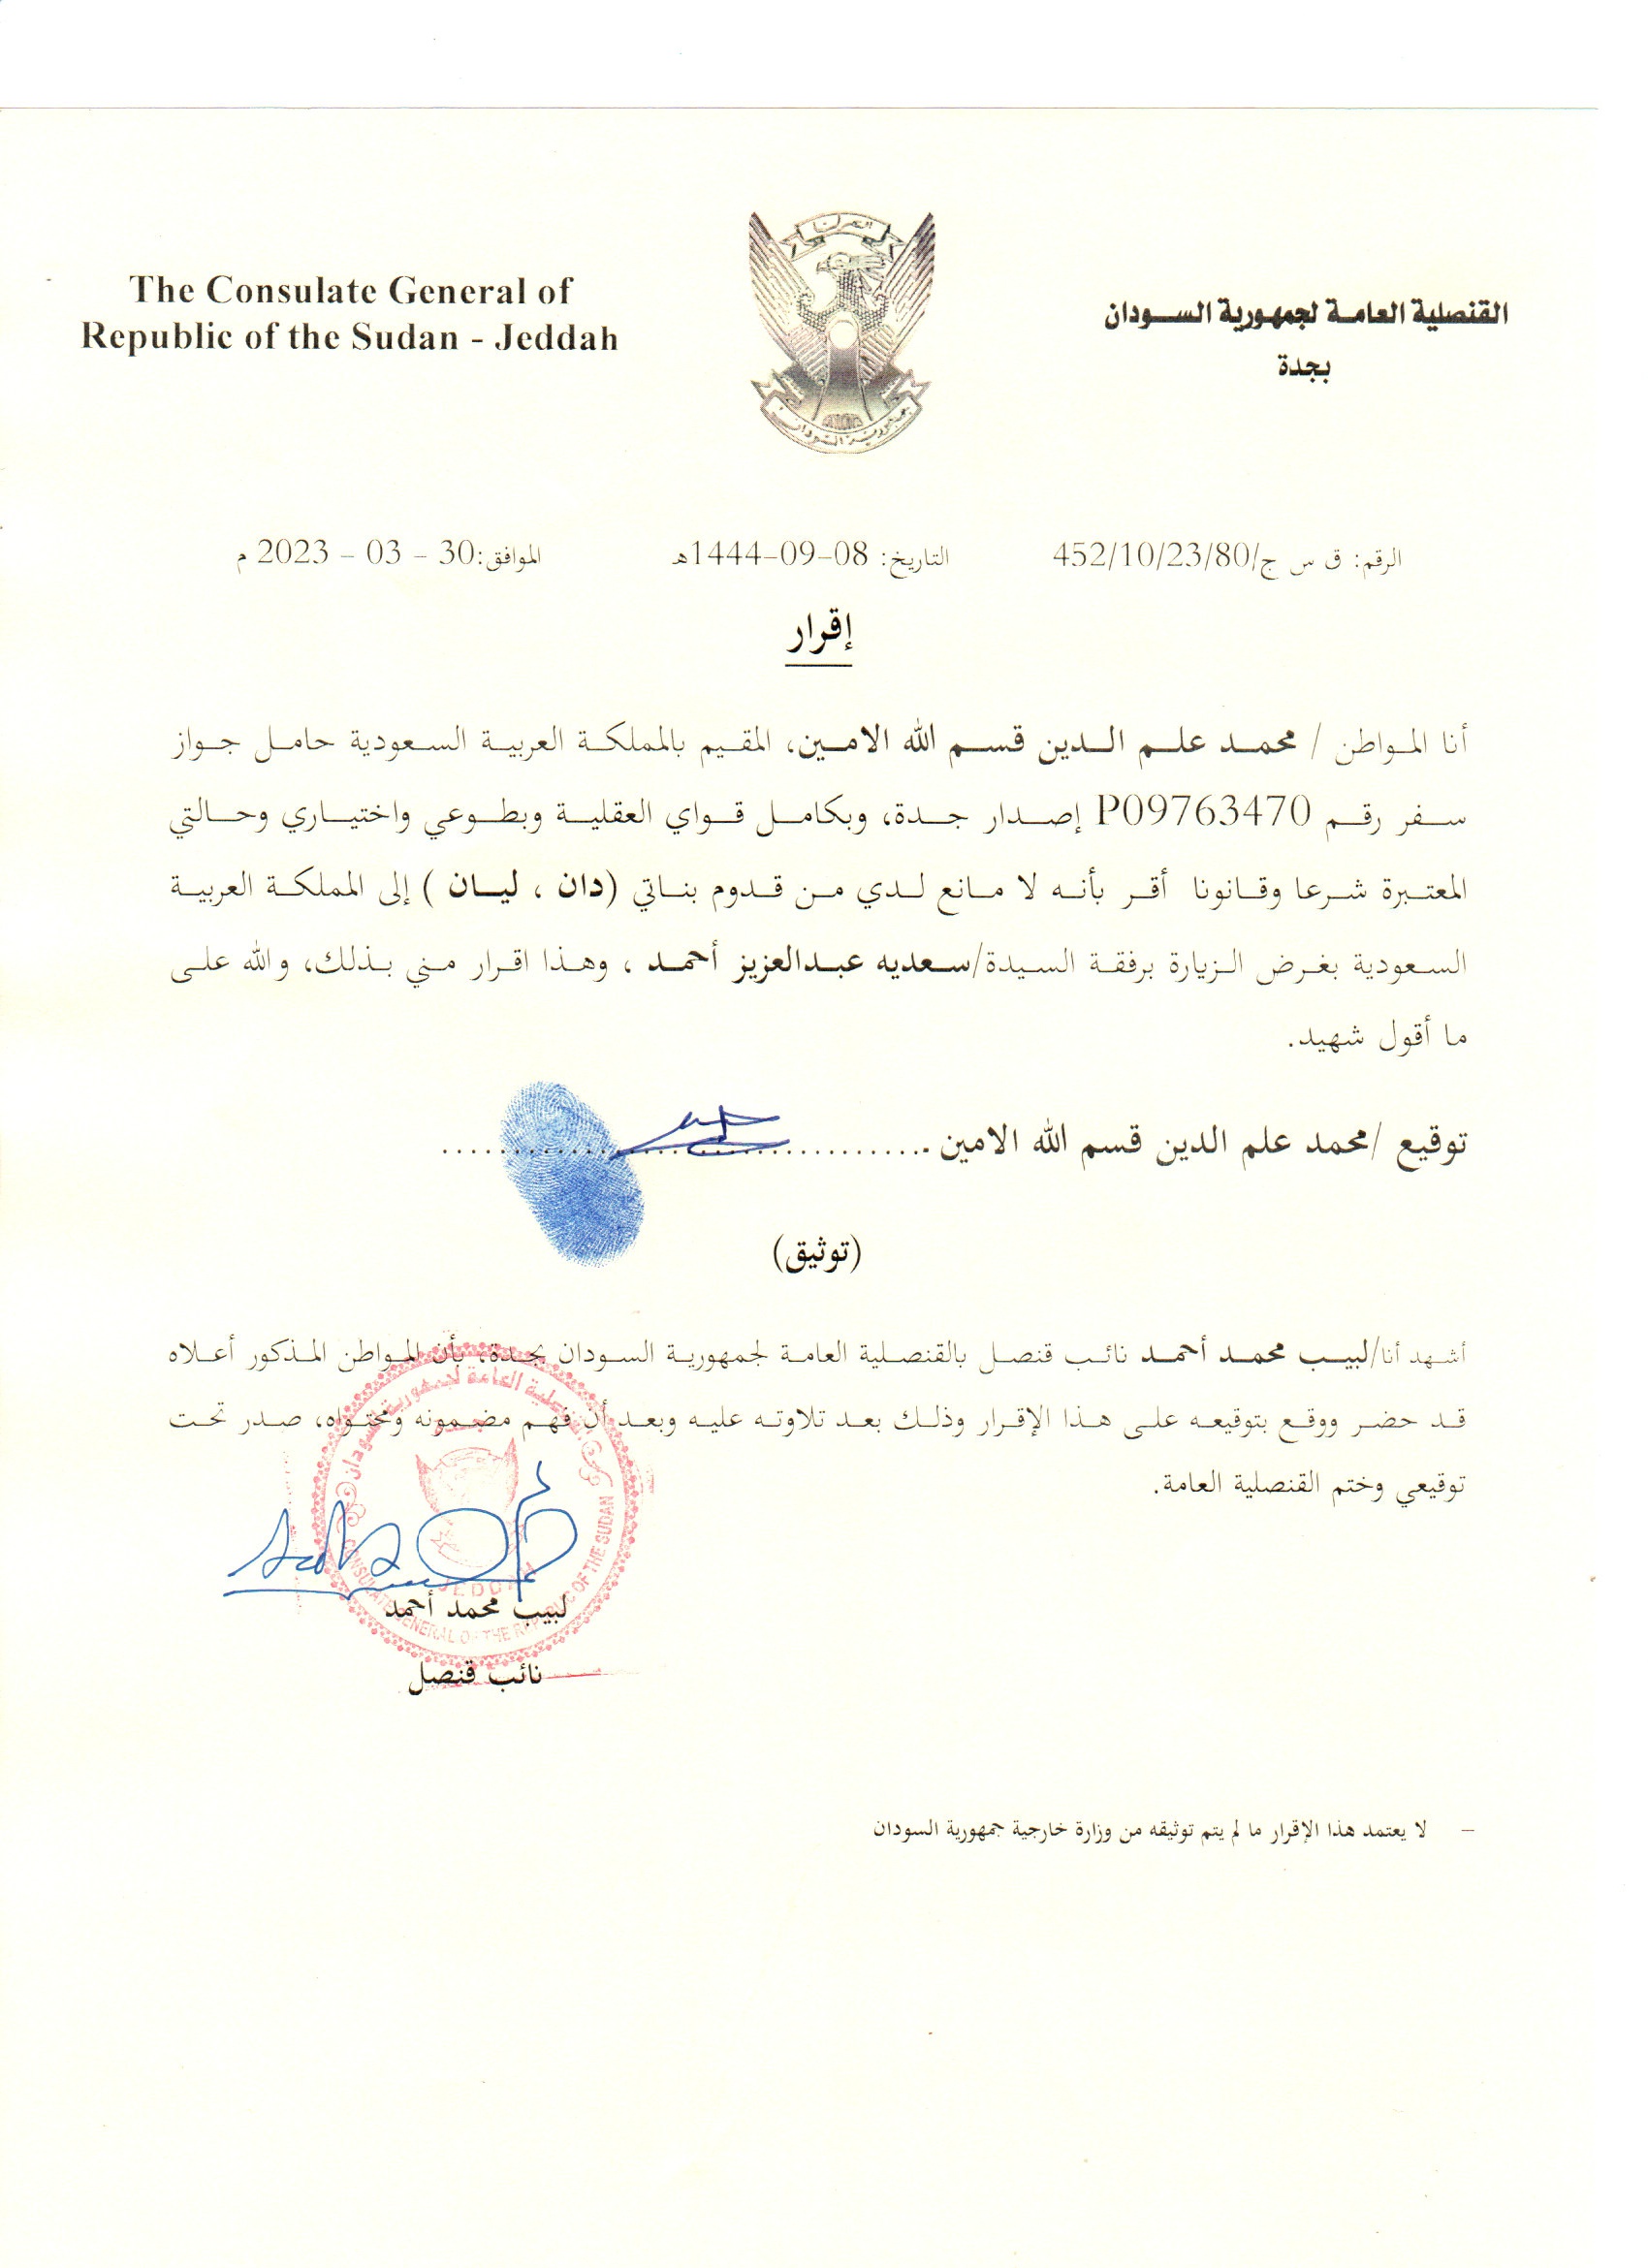 The Consulate General of
Republic of the Sudan - Jeddah
القنصلية العامة لجمهورية السودان
بجدة
الرقم: ق س ج/452/10/23/80 التاريخ: 08-09-1444هـ الموافق:30 - 03 - 2023 م
إقرار
أنا المواطن / محمد علم الدين قسم الله الامين، المقيم بالمملكة العربية السعودية حامل جواز
سفر رقم P09763470 إصدار جدة، وبكامل قواي العقلية وبطوعي واختياري وحالتي
المعتبرة شرعا وقانونا أقر بأنه لا مانع لدي من قدوم بناتي (دان ، ليان ) إلى المملكة العربية
السعودية بغرض الزيارة برفقة السيدة/سعديه عبدالعزيز أحمد ، وهذا اقرار مني بذلك، والله على
ما أقول شهيد.
توقيع /محمد علم الدين قسم الله الامين
(توثيق)
أشهد أنا/لبيب محمد أحمد نائب قنصل بالقنصلية العامة لجمهورية السودان بجدة، بأن المواطن المذكور أعلاه
قد حضر ووقع بتوقيعه على هذا الإقرار وذلك بعد تلاوته عليه وبعد أن فهم مضمونه ومحتواه، صدر تحت
توقيعي وختم القنصلية العامة.
القنصلية العامة لجمهورية السودان
JEDDAH
CONSULATE GENERAL OF THE REPUBLIC OF THE SUDAN
لبيب محمد أحمد
نائب قنصل
- لا يعتمد هذا الإقرار ما لم يتم توثيقه من وزارة خارجية جمهورية السودان